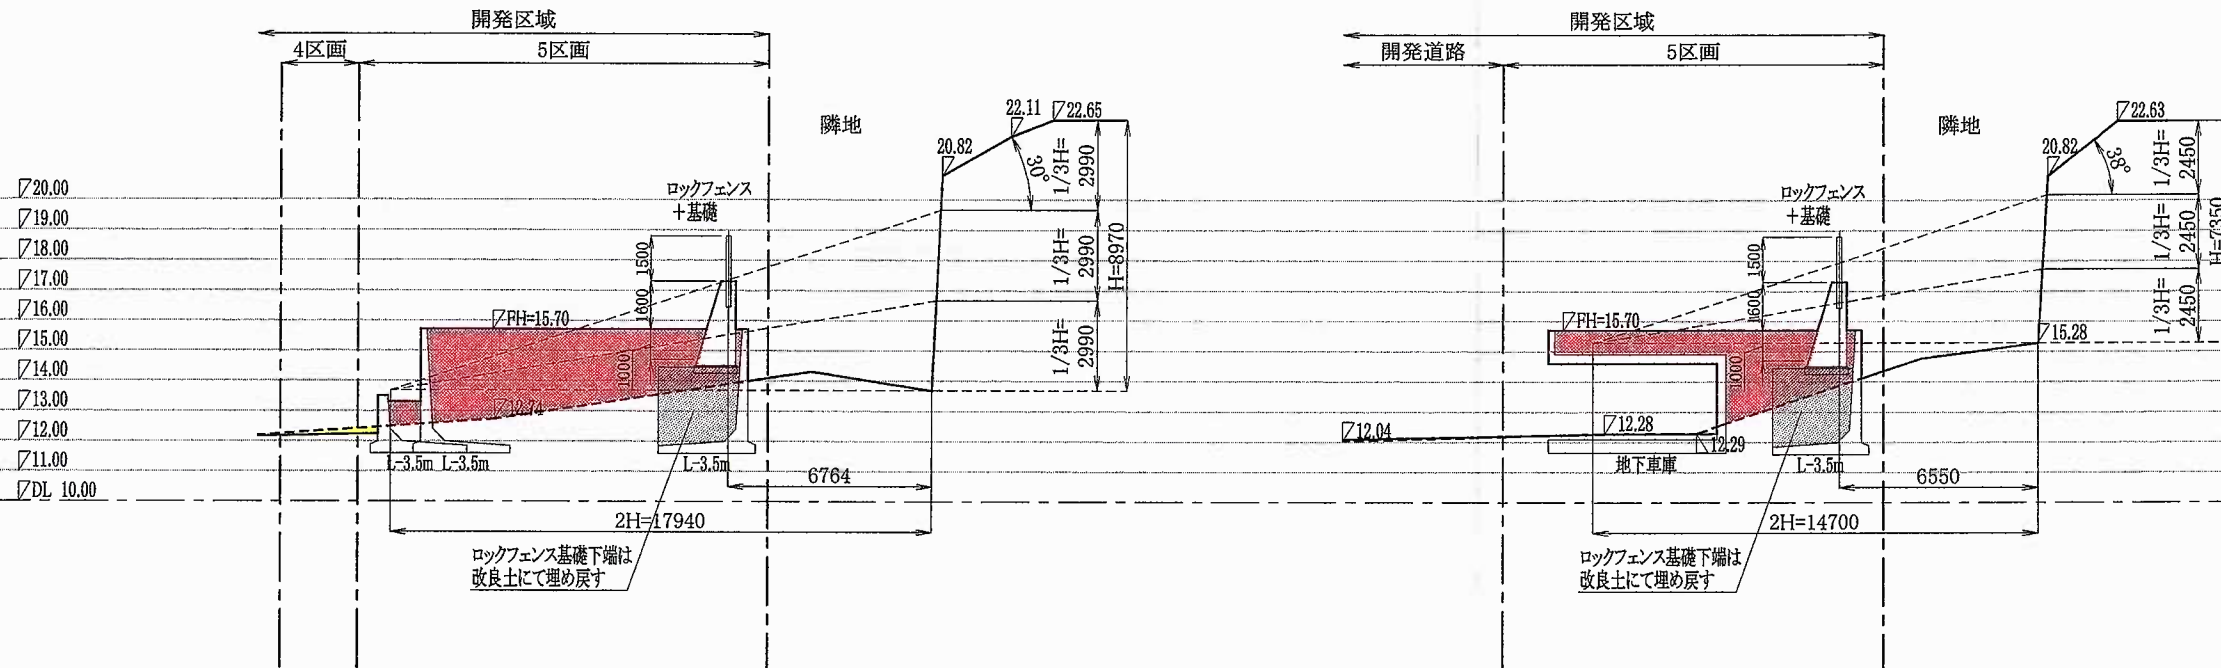 開発区域
4区画
5区画
隣地
22.11
22.65
20.82
30°
1/3H=
2990
1/3H=
2990
1/3H=
2990
H=8970
ロックフェンス
+基礎
1500
1600
1000
20.00
19.00
18.00
17.00
16.00
15.00
14.00
13.00
12.00
11.00
DL 10.00
FH=15.70
12.74
L-3.5m
L-3.5m
L-3.5m
6764
2H=17940
ロックフェンス基礎下端は
改良土にて埋め戻す
開発区域
開発道路
5区画
隣地
22.63
20.82
38°
1/3H=
2450
1/3H=
2450
1/3H=
2450
H=7350
ロックフェンス
+基礎
1500
1600
1000
FH=15.70
15.28
12.04
12.28
12.29
地下車庫
L-3.5m
6550
2H=14700
ロックフェンス基礎下端は
改良土にて埋め戻す